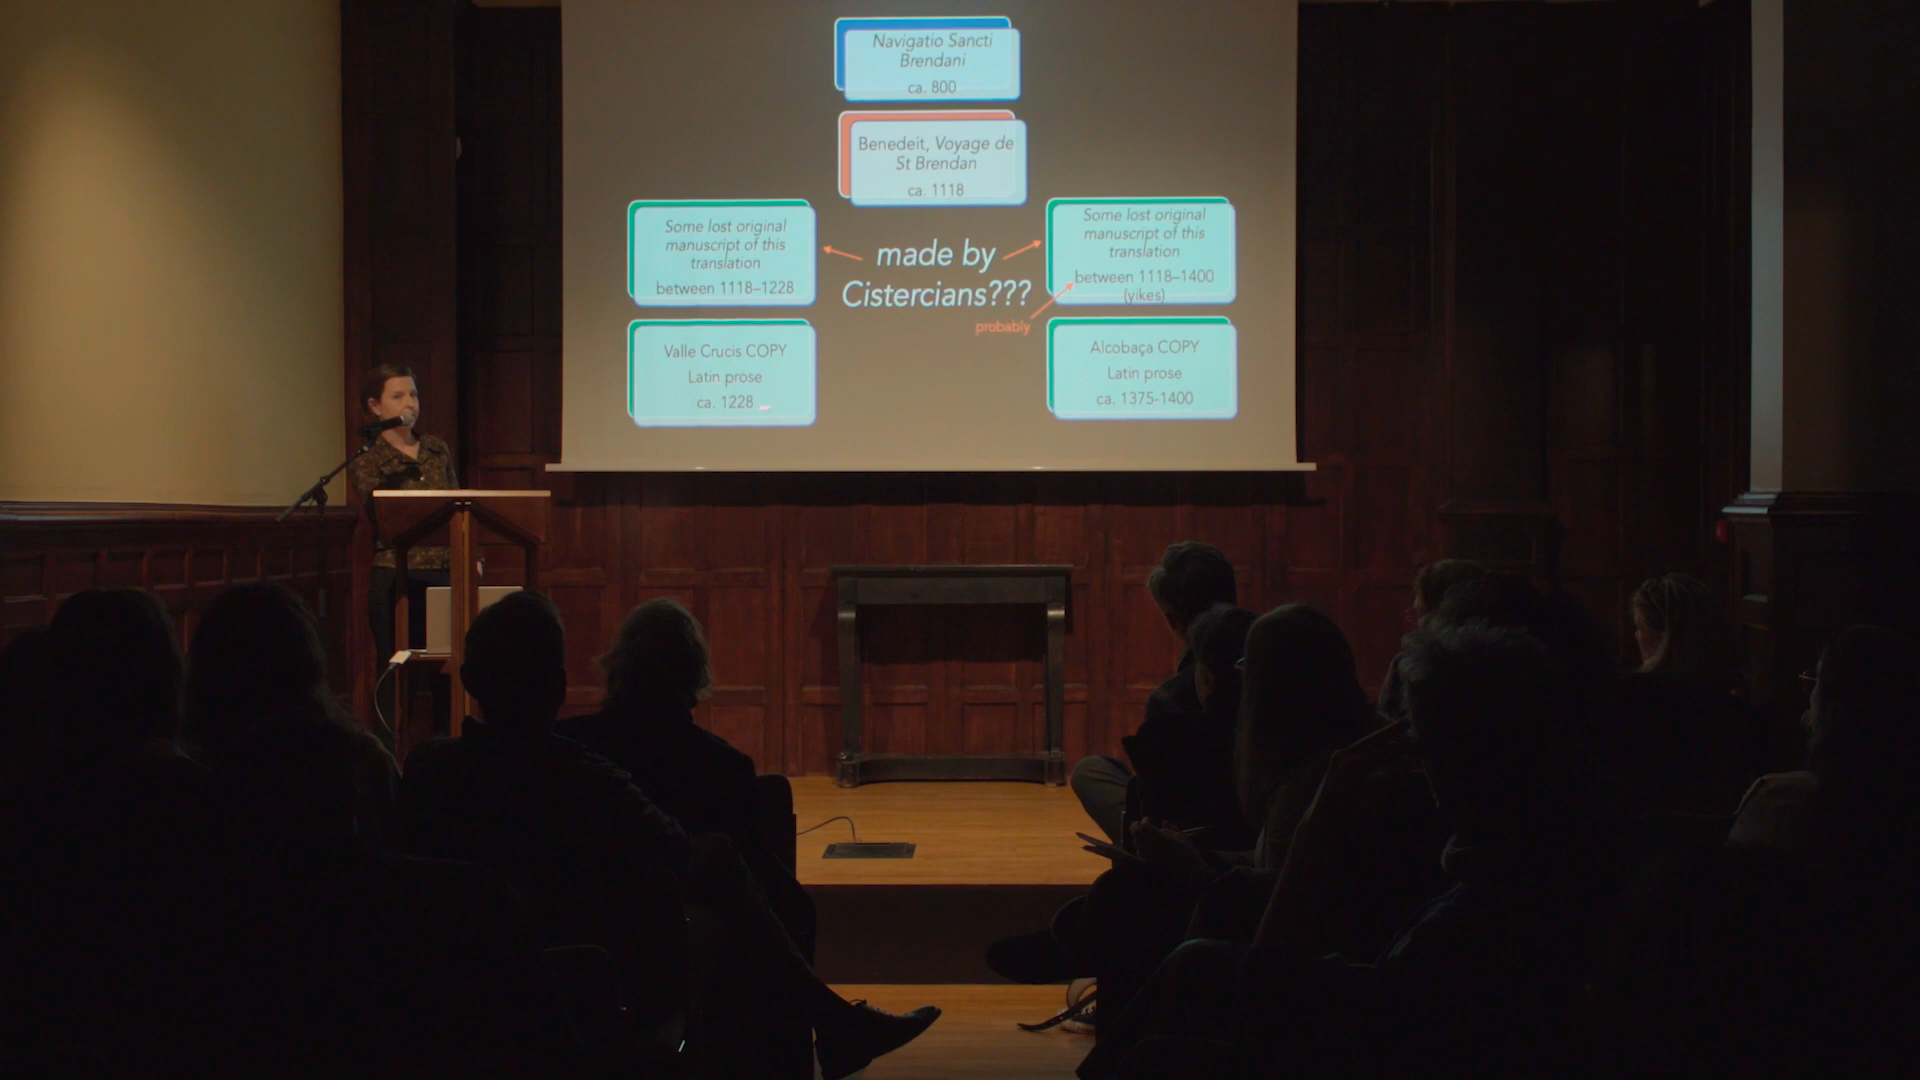 Navigatio Sancti
Brendani
ca. 800
Benedeit, Voyage de
St Brendan
ca. 1118
Some lost original
manuscript of this
translation
between 1118–1228
made by
Cistercians???
probably
Some lost original
manuscript of this
translation
between 1118–1400
(yikes)
Valle Crucis COPY
Latin prose
ca. 1228
Alcobaça COPY
Latin prose
ca. 1375-1400